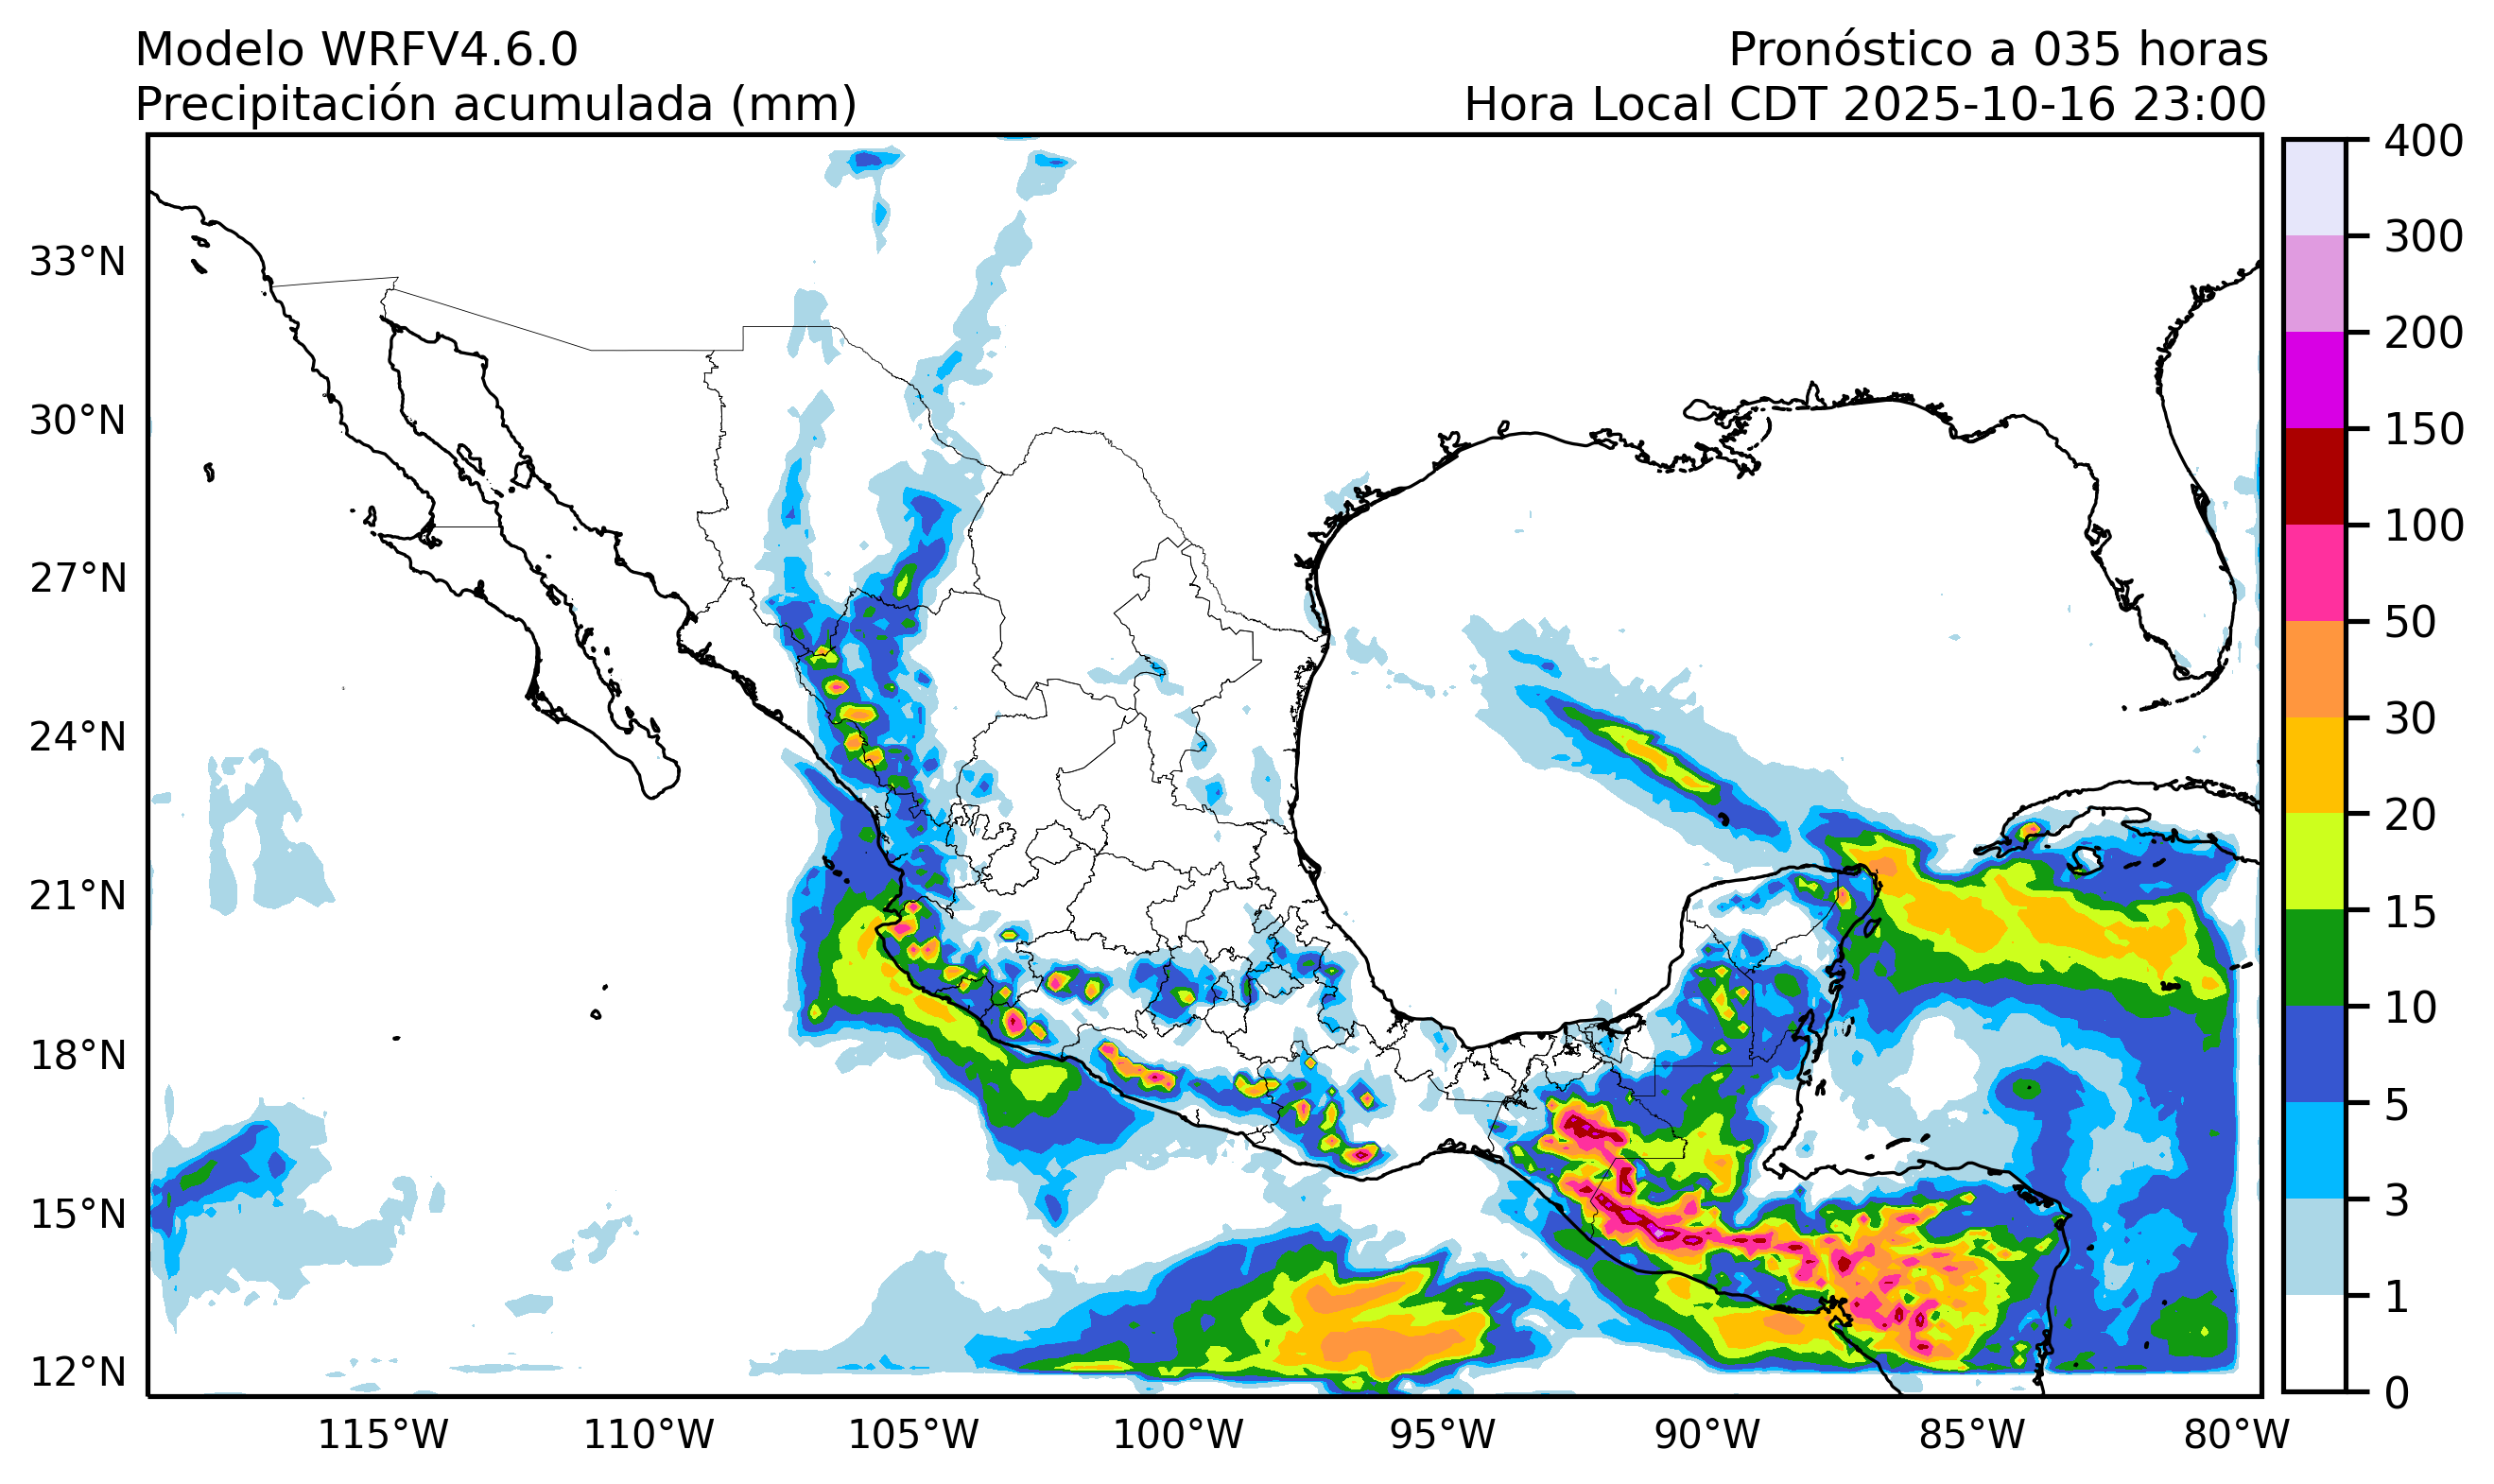 Modelo WRFV4.6.0
Pronóstico a 035 horas
Precipitación acumulada (mm)
Hora Local CDT 2025-10-16 23:00
400
300
200
150
100
50
30
20
15
10
5
3
1
0
33°N
30°N
27°N
24°N
21°N
18°N
15°N
12°N
115°W
110°W
105°W
100°W
95°W
90°W
85°W
80°W